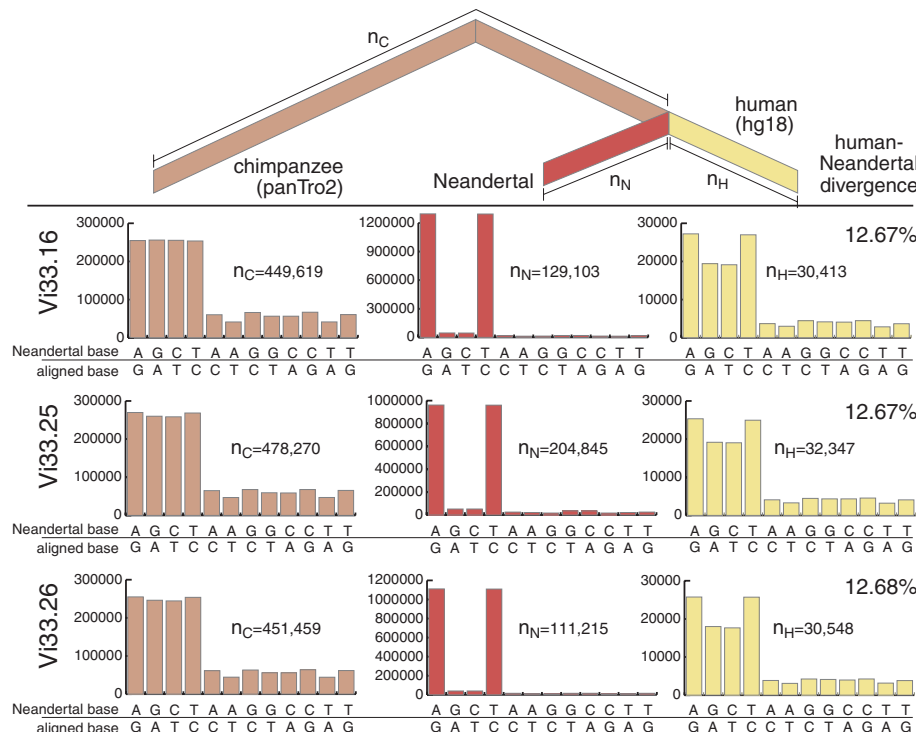 n_C
human
(hg18)
human-
Neandertal
divergence
chimpanzee
(panTro2)
Neandertal
n_N
n_H
Vi33.16
300000
200000
100000
0
n_C=449,619
1200000
900000
600000
300000
0
n_N=129,103
30000
20000
10000
0
n_H=30,413
12.67%
Neandertal base A G C T A A G G C C T T A G C T A A G G C C T T A G C T A A G G C C T T
aligned base G A T C C T C T A G A G G A T C C T C T A G A G G A T C C T C T A G A G
Vi33.25
300000
200000
100000
0
n_C=478,270
1000000
800000
600000
400000
200000
0
n_N=204,845
30000
20000
10000
0
n_H=32,347
12.67%
Neandertal base A G C T A A G G C C T T A G C T A A G G C C T T A G C T A A G G C C T T
aligned base G A T C C T C T A G A G G A T C C T C T A G A G G A T C C T C T A G A G
Vi33.26
300000
200000
100000
0
n_C=451,459
1200000
1000000
800000
600000
400000
200000
0
n_N=111,215
30000
20000
10000
0
n_H=30,548
12.68%
Neandertal base A G C T A A G G C C T T A G C T A A G G C C T T A G C T A A G G C C T T
aligned base G A T C C T C T A G A G G A T C C T C T A G A G G A T C C T C T A G A G